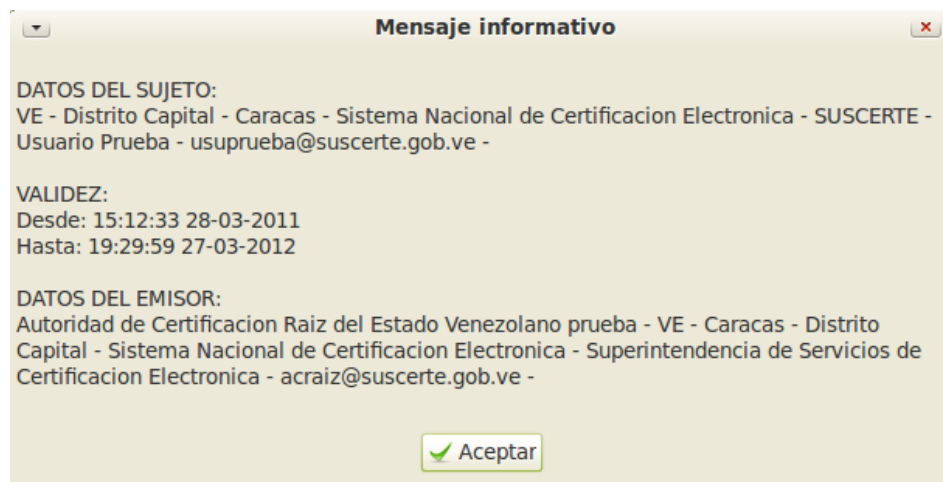 Mensaje informativo
DATOS DEL SUJETO:
VE - Distrito Capital - Caracas - Sistema Nacional de Certificacion Electronica - SUSCERTE -
Usuario Prueba - usuprueba@suscerte.gob.ve -
VALIDEZ:
Desde: 15:12:33 28-03-2011
Hasta: 19:29:59 27-03-2012
DATOS DEL EMISOR:
Autoridad de Certificacion Raiz del Estado Venezolano prueba - VE - Caracas - Distrito
Capital - Sistema Nacional de Certificacion Electronica - Superintendencia de Servicios de
Certificacion Electronica - acraiz@suscerte.gob.ve -
Aceptar